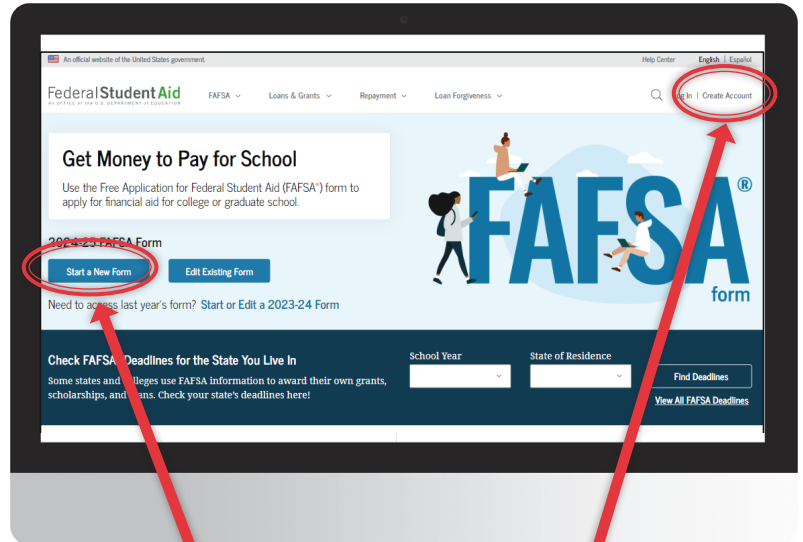 An official website of the United States government.
Help Center English | Español
Federal Student Aid
An OFFICE of the U.S. DEPARTMENT of EDUCATION
FAFSA Loans & Grants Repayment Loan Forgiveness
Log In | Create Account
Get Money to Pay for School
Use the Free Application for Federal Student Aid (FAFSA®) form to
apply for financial aid for college or graduate school.
FAFSA®
form
2024-25 FAFSA Form
Start a New Form Edit Existing Form
Need to access last year's form? Start or Edit a 2023-24 Form
Check FAFSA Deadlines for the State You Live In
Some states and colleges use FAFSA information to award their own grants,
scholarships, and loans. Check your state's deadlines here!
School Year State of Residence
Find Deadlines
View All FAFSA Deadlines